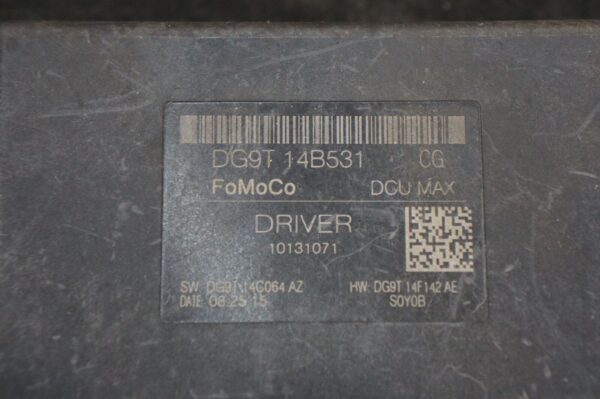 DG9T 14B531 CG
FoMoCo DCU MAX
DRIVER
10131071
SW: DG9T 14C064 AZ HW: DG9T 14F142 AE
DATE: 08 25 15 S0Y0B